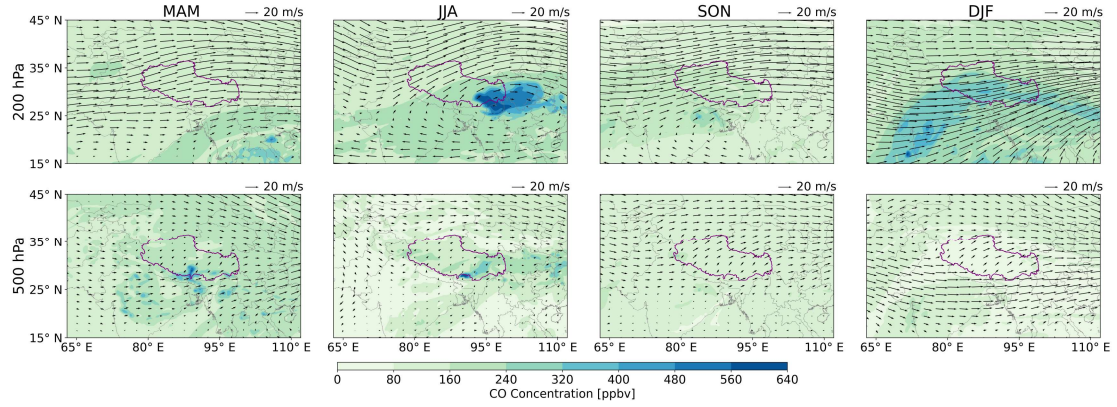 MAM → 20 m/s JJA → 20 m/s SON → 20 m/s DJF → 20 m/s
200 hPa
45° N
35° N
25° N
15° N
→ 20 m/s → 20 m/s → 20 m/s → 20 m/s
500 hPa
45° N
35° N
25° N
15° N
65° E 80° E 95° E 110° E 65° E 80° E 95° E 110° E 65° E 80° E 95° E 110° E 65° E 80° E 95° E 110° E
0 80 160 240 320 400 480 560 640
CO Concentration [ppbv]